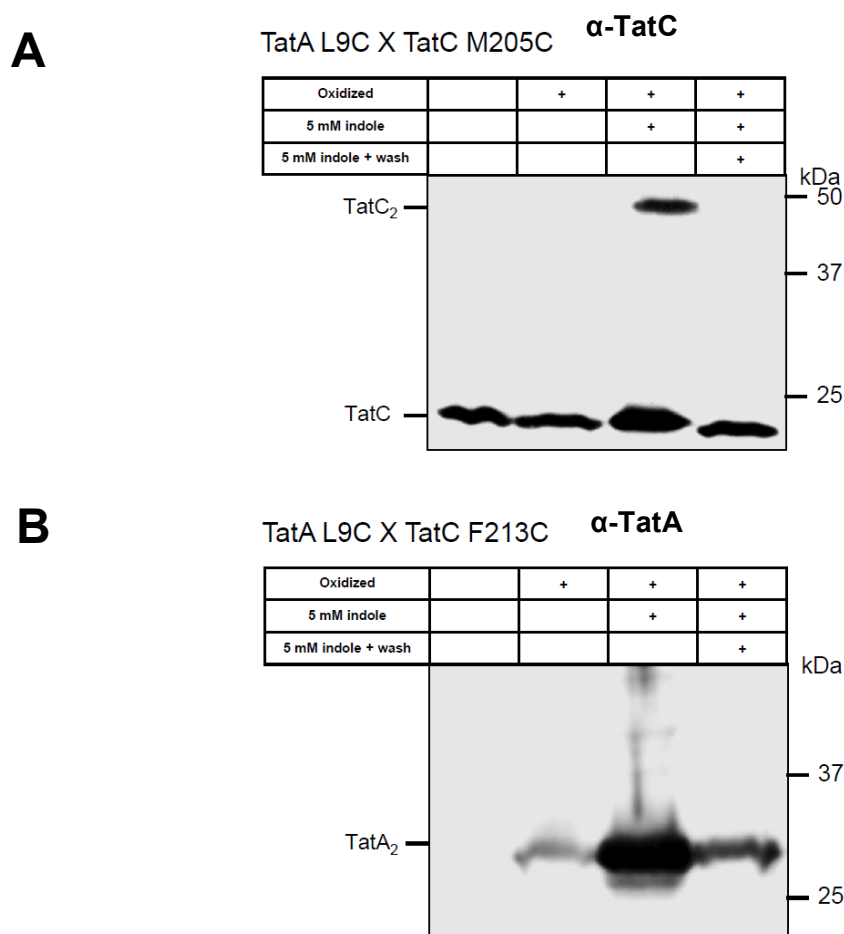 A
TatA L9C X TatC M205C α-TatC
Oxidized + + +
5 mM indole + +
5 mM indole + wash +
kDa
TatC2 50
37
25
TatC
B
TatA L9C X TatC F213C α-TatA
Oxidized + + +
5 mM indole + +
5 mM indole + wash +
kDa
37
TatA2
25